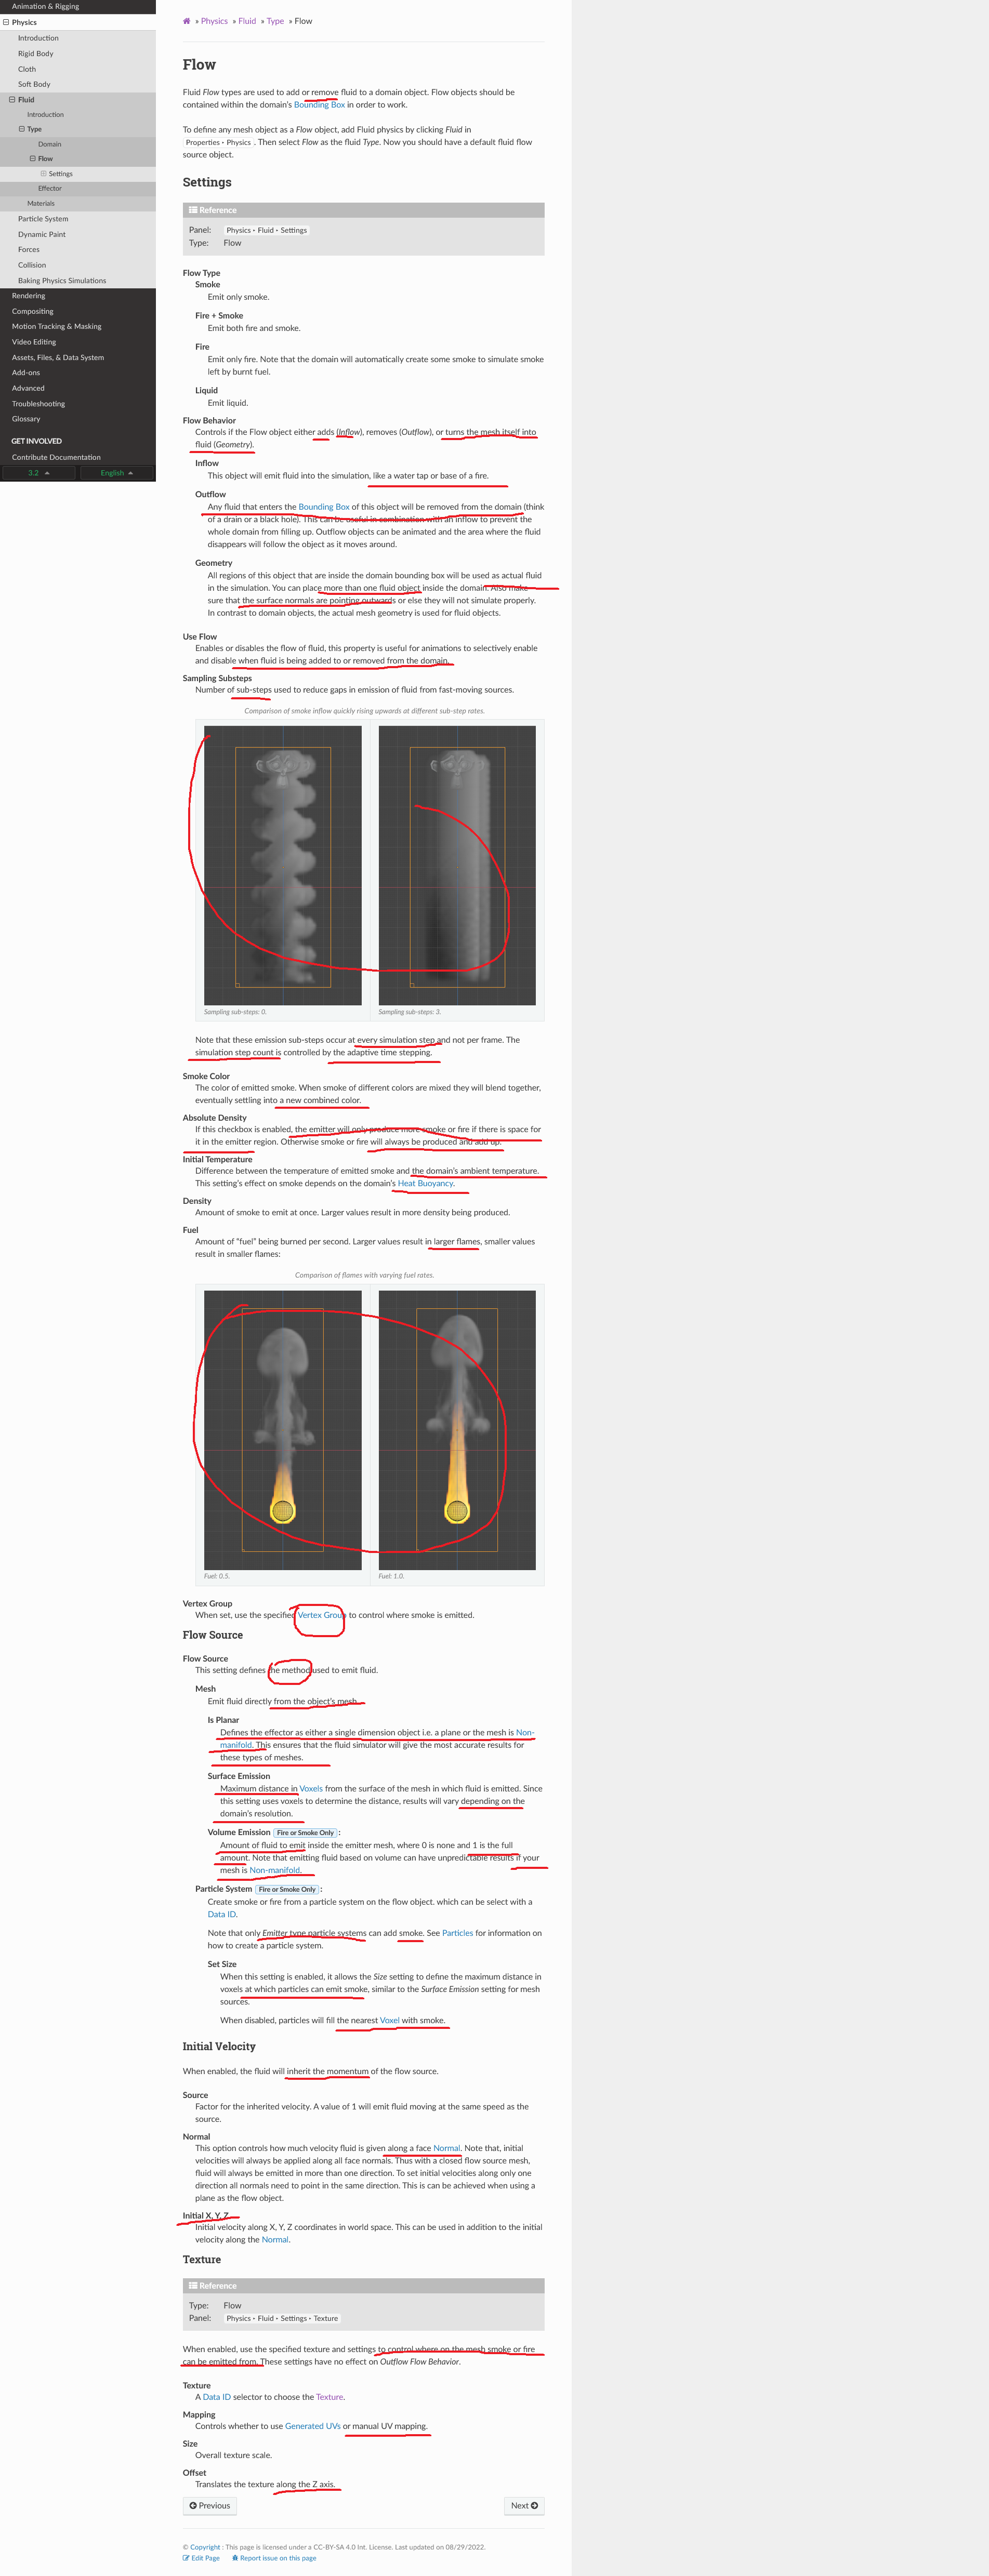 Animation & Rigging
Physics
Introduction
Rigid Body
Cloth
Soft Body
Fluid
Introduction
Type
Domain
Flow
Settings
Effector
Materials
Particle System
Dynamic Paint
Forces
Collision
Baking Physics Simulations
Rendering
Compositing
Motion Tracking & Masking
Video Editing
Assets, Files, & Data System
Add-ons
Advanced
Troubleshooting
Glossary
GET INVOLVED
Contribute Documentation
3.2 English
» Physics » Fluid » Type » Flow
Flow
Fluid Flow types are used to add or remove fluid to a domain object. Flow objects should be
contained within the domain's Bounding Box in order to work.
To define any mesh object as a Flow object, add Fluid physics by clicking Fluid in
Properties ‣ Physics . Then select Flow as the fluid Type. Now you should have a default fluid flow
source object.
Settings
Reference
Panel: Physics ‣ Fluid ‣ Settings
Type: Flow
Flow Type
Smoke
Emit only smoke.
Fire + Smoke
Emit both fire and smoke.
Fire
Emit only fire. Note that the domain will automatically create some smoke to simulate smoke
left by burnt fuel.
Liquid
Emit liquid.
Flow Behavior
Controls if the Flow object either adds (Inflow), removes (Outflow), or turns the mesh itself into
fluid (Geometry).
Inflow
This object will emit fluid into the simulation, like a water tap or base of a fire.
Outflow
Any fluid that enters the Bounding Box of this object will be removed from the domain (think
of a drain or a black hole). This can be useful in combination with an inflow to prevent the
whole domain from filling up. Outflow objects can be animated and the area where the fluid
disappears will follow the object as it moves around.
Geometry
All regions of this object that are inside the domain bounding box will be used as actual fluid
in the simulation. You can place more than one fluid object inside the domain. Also make
sure that the surface normals are pointing outwards or else they will not simulate properly.
In contrast to domain objects, the actual mesh geometry is used for fluid objects.
Use Flow
Enables or disables the flow of fluid, this property is useful for animations to selectively enable
and disable when fluid is being added to or removed from the domain.
Sampling Substeps
Number of sub-steps used to reduce gaps in emission of fluid from fast-moving sources.
Comparison of smoke inflow quickly rising upwards at different sub-step rates.
Sampling sub-steps: 0. Sampling sub-steps: 3.
Note that these emission sub-steps occur at every simulation step and not per frame. The
simulation step count is controlled by the adaptive time stepping.
Smoke Color
The color of emitted smoke. When smoke of different colors are mixed they will blend together,
eventually settling into a new combined color.
Absolute Density
If this checkbox is enabled, the emitter will only produce more smoke or fire if there is space for
it in the emitter region. Otherwise smoke or fire will always be produced and add up.
Initial Temperature
Difference between the temperature of emitted smoke and the domain's ambient temperature.
This setting's effect on smoke depends on the domain's Heat Buoyancy.
Density
Amount of smoke to emit at once. Larger values result in more density being produced.
Fuel
Amount of “fuel” being burned per second. Larger values result in larger flames, smaller values
result in smaller flames:
Comparison of flames with varying fuel rates.
Fuel: 0.5. Fuel: 1.0.
Vertex Group
When set, use the specified Vertex Group to control where smoke is emitted.
Flow Source
Flow Source
This setting defines the method used to emit fluid.
Mesh
Emit fluid directly from the object's mesh.
Is Planar
Defines the effector as either a single dimension object i.e. a plane or the mesh is Non-
manifold. This ensures that the fluid simulator will give the most accurate results for
these types of meshes.
Surface Emission
Maximum distance in Voxels from the surface of the mesh in which fluid is emitted. Since
this setting uses voxels to determine the distance, results will vary depending on the
domain's resolution.
Volume Emission Fire or Smoke Only :
Amount of fluid to emit inside the emitter mesh, where 0 is none and 1 is the full
amount. Note that emitting fluid based on volume can have unpredictable results if your
mesh is Non-manifold.
Particle System Fire or Smoke Only :
Create smoke or fire from a particle system on the flow object. which can be select with a
Data ID.
Note that only Emitter type particle systems can add smoke. See Particles for information on
how to create a particle system.
Set Size
When this setting is enabled, it allows the Size setting to define the maximum distance in
voxels at which particles can emit smoke, similar to the Surface Emission setting for mesh
sources.
When disabled, particles will fill the nearest Voxel with smoke.
Initial Velocity
When enabled, the fluid will inherit the momentum of the flow source.
Source
Factor for the inherited velocity. A value of 1 will emit fluid moving at the same speed as the
source.
Normal
This option controls how much velocity fluid is given along a face Normal. Note that, initial
velocities will always be applied along all face normals. Thus with a closed flow source mesh,
fluid will always be emitted in more than one direction. To set initial velocities along only one
direction all normals need to point in the same direction. This is can be achieved when using a
plane as the flow object.
Initial X, Y, Z
Initial velocity along X, Y, Z coordinates in world space. This can be used in addition to the initial
velocity along the Normal.
Texture
Reference
Type: Flow
Panel: Physics ‣ Fluid ‣ Settings ‣ Texture
When enabled, use the specified texture and settings to control where on the mesh smoke or fire
can be emitted from. These settings have no effect on Outflow Flow Behavior.
Texture
A Data ID selector to choose the Texture.
Mapping
Controls whether to use Generated UVs or manual UV mapping.
Size
Overall texture scale.
Offset
Translates the texture along the Z axis.
Previous Next
© Copyright : This page is licensed under a CC-BY-SA 4.0 Int. License. Last updated on 08/29/2022.
Edit Page Report issue on this page